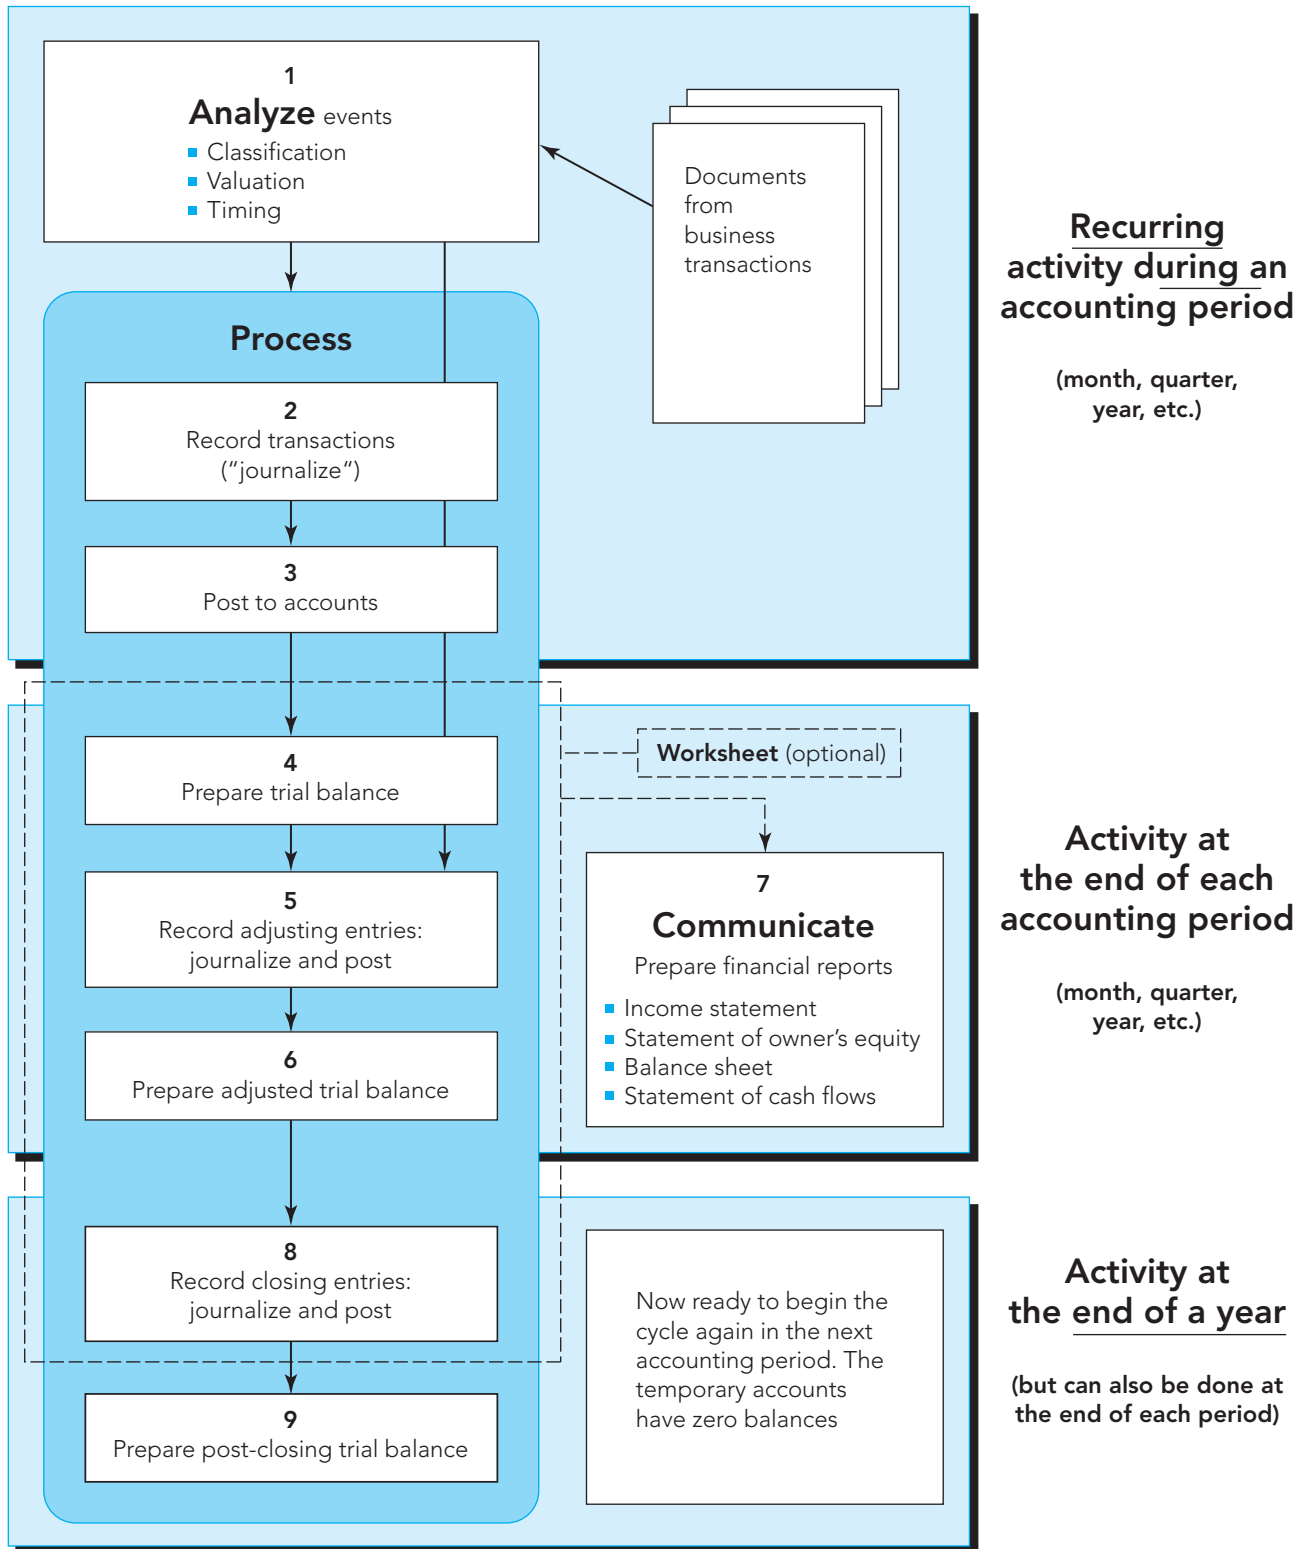 1
Analyze events
Classification
Valuation
Timing
Documents
from
business
transactions
Recurring
activity during an
accounting period
(month, quarter,
year, etc.)
Process
2
Record transactions
(“journalize”)
3
Post to accounts
4
Prepare trial balance
Worksheet (optional)
5
Record adjusting entries:
journalize and post
6
Prepare adjusted trial balance
7
Communicate
Prepare financial reports
Income statement
Statement of owner’s equity
Balance sheet
Statement of cash flows
Activity at
the end of each
accounting period
(month, quarter,
year, etc.)
8
Record closing entries:
journalize and post
9
Prepare post-closing trial balance
Now ready to begin the
cycle again in the next
accounting period. The
temporary accounts
have zero balances
Activity at
the end of a year
(but can also be done at
the end of each period)